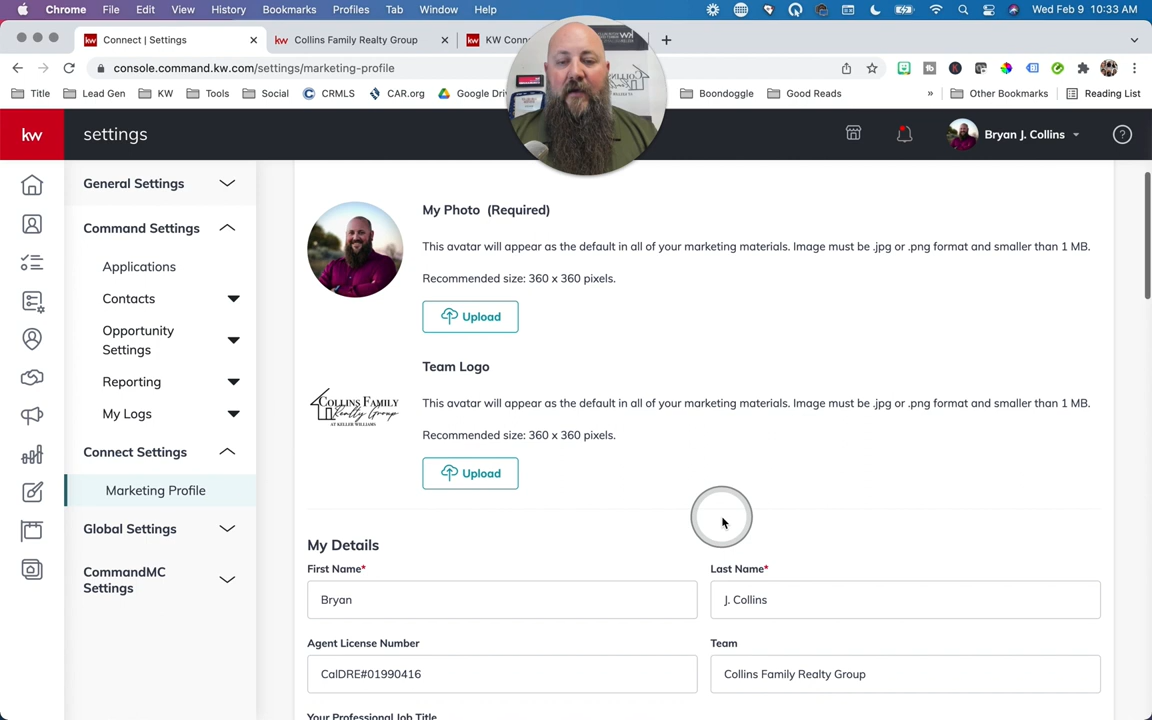 Chrome File Edit View History Bookmarks Profiles Tab Window Help Wed Feb 9 10:33 AM
Connect | Settings Collins Family Realty Group KW Conn
console.command.kw.com/settings/marketing-profile
Title Lead Gen KW Tools Social CRMLS CAR.org Google Dri Boondoggle Good Reads » Other Bookmarks Reading List
kw settings Bryan J. Collins
General Settings
Command Settings
Applications
Contacts
Opportunity
Settings
Reporting
My Logs
Connect Settings
Marketing Profile
Global Settings
CommandMC
Settings
My Photo (Required)
This avatar will appear as the default in all of your marketing materials. Image must be .jpg or .png format and smaller than 1 MB.
Recommended size: 360 x 360 pixels.
Upload
Team Logo
COLLINS FAMILY
Realty Group
AT KELLER WILLIAMS
This avatar will appear as the default in all of your marketing materials. Image must be .jpg or .png format and smaller than 1 MB.
Recommended size: 360 x 360 pixels.
Upload
My Details
First Name* Last Name*
Bryan J. Collins
Agent License Number Team
CalDRE#01990416 Collins Family Realty Group
Your Professional Job Title